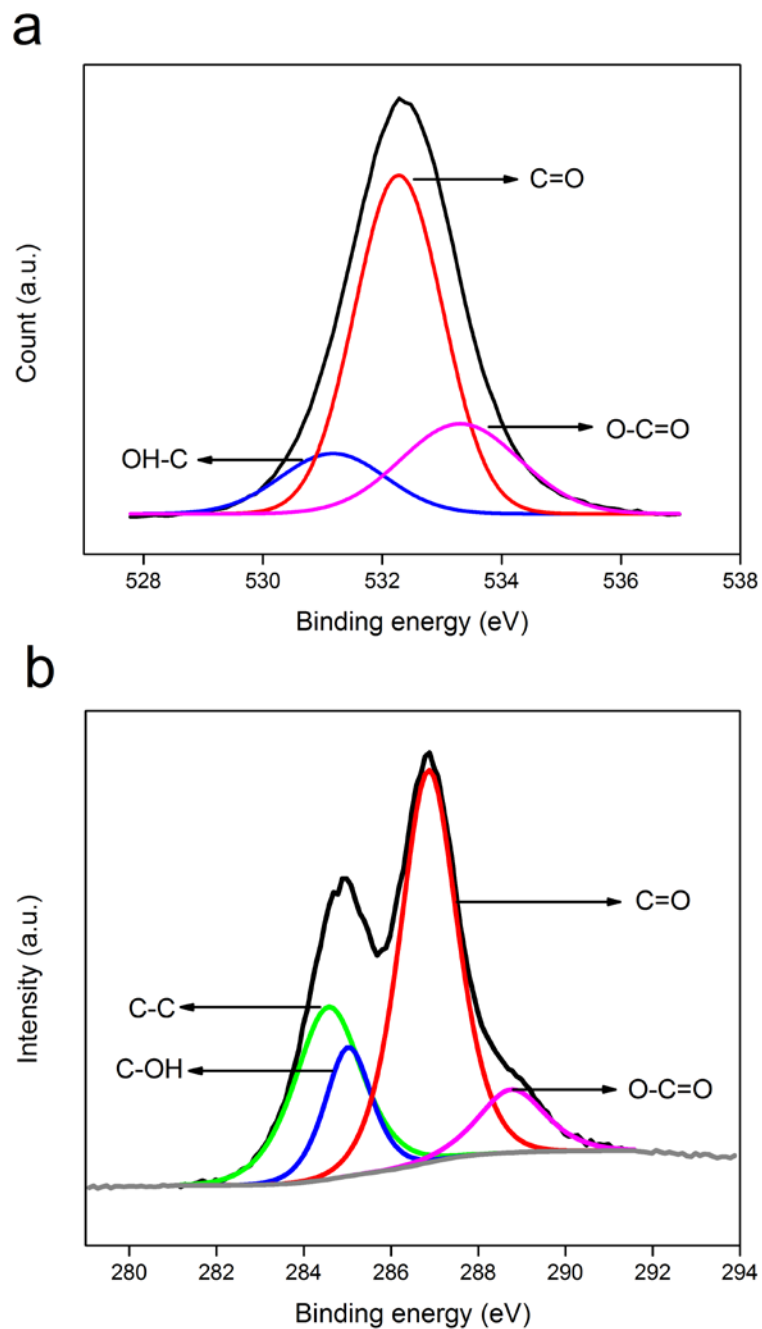 a
Count (a.u.)
C=O
OH-C
O-C=O
528 530 532 534 536 538
Binding energy (eV)
b
Intensity (a.u.)
C=O
C-C
C-OH
O-C=O
280 282 284 286 288 290 292 294
Binding energy (eV)